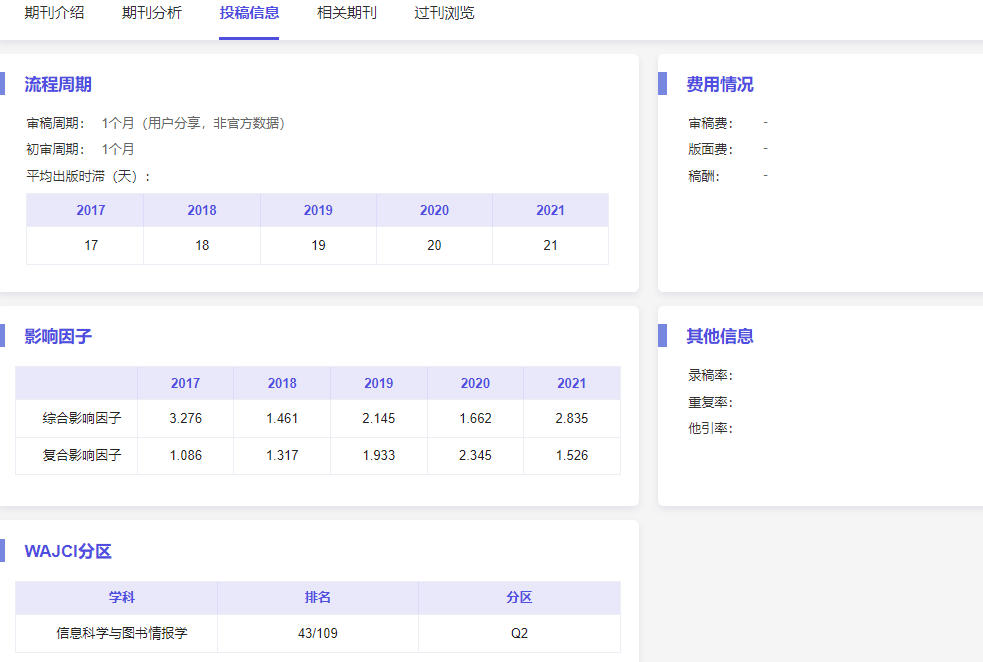 期刊介绍 期刊分析 投稿信息 相关期刊 过刊浏览
流程周期
审稿周期： 1个月（用户分享，非官方数据）
初审周期： 1个月
平均出版时滞（天）：
2017 2018 2019 2020 2021
17 18 19 20 21
费用情况
审稿费： -
版面费： -
稿酬： -
影响因子
2017 2018 2019 2020 2021
综合影响因子 3.276 1.461 2.145 1.662 2.835
复合影响因子 1.086 1.317 1.933 2.345 1.526
其他信息
录稿率：
重复率：
他引率：
WAJCI分区
学科 排名 分区
信息科学与图书情报学 43/109 Q2